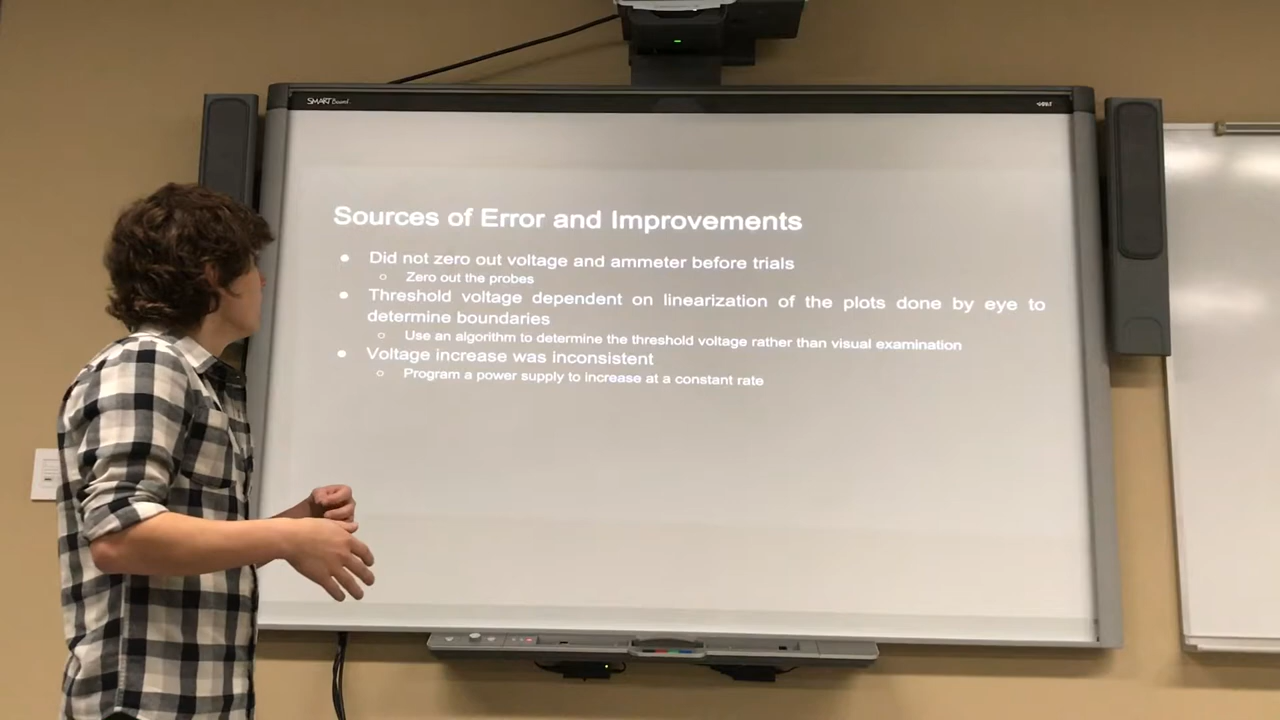 SMART Board
Sources of Error and Improvements
● Did not zero out voltage and ammeter before trials
○ Zero out the probes
● Threshold voltage dependent on linearization of the plots done by eye to
determine boundaries
○ Use an algorithm to determine the threshold voltage rather than visual examination
● Voltage increase was inconsistent
○ Program a power supply to increase at a constant rate